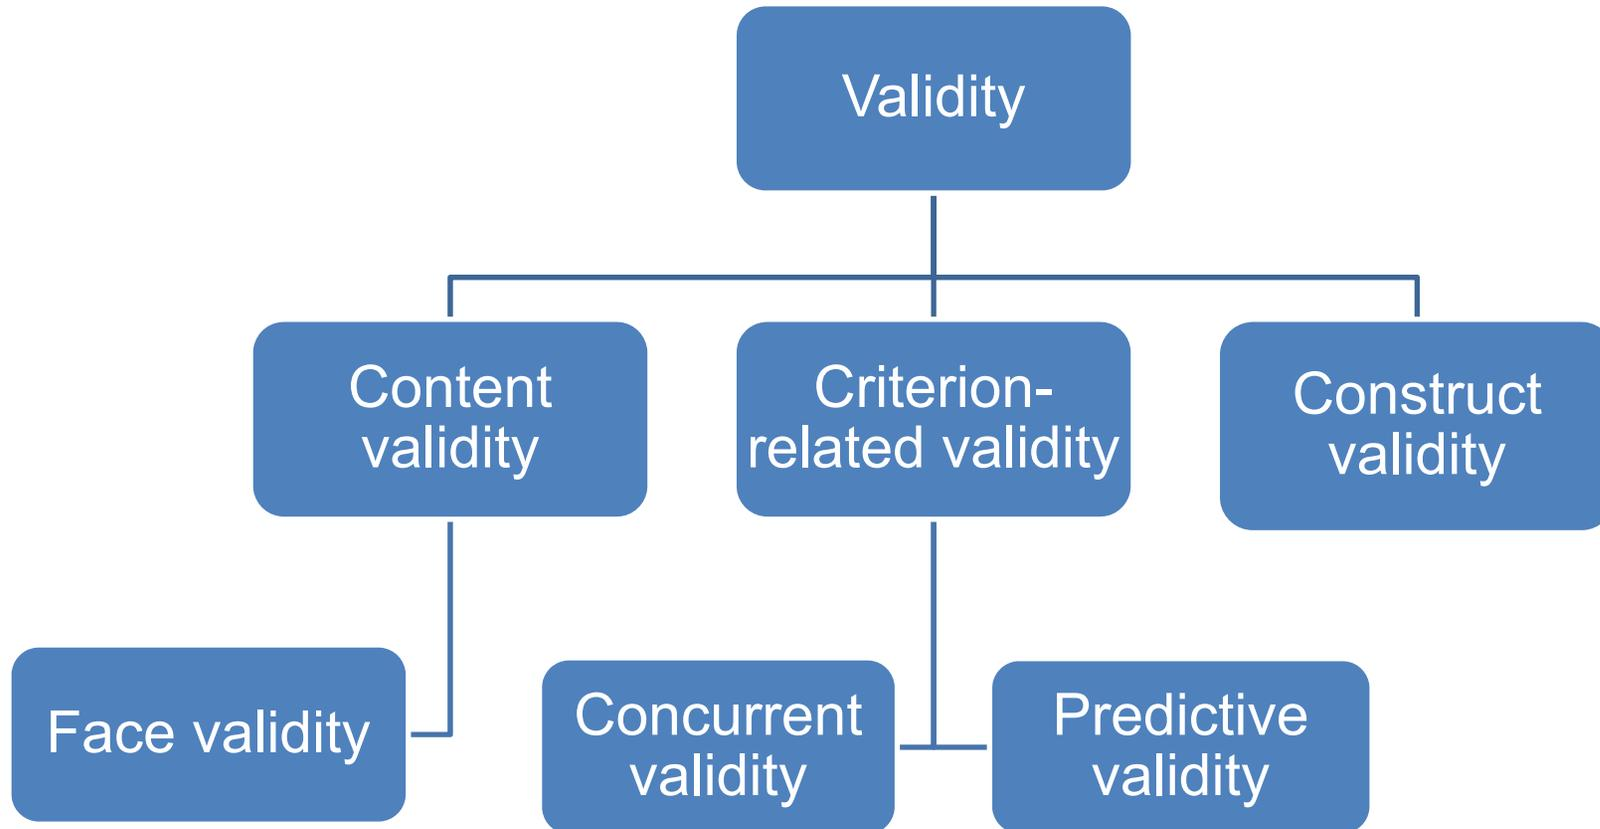 Validity
Content
validity
Criterion-
related validity
Construct
validity
Face validity
Concurrent
validity
Predictive
validity